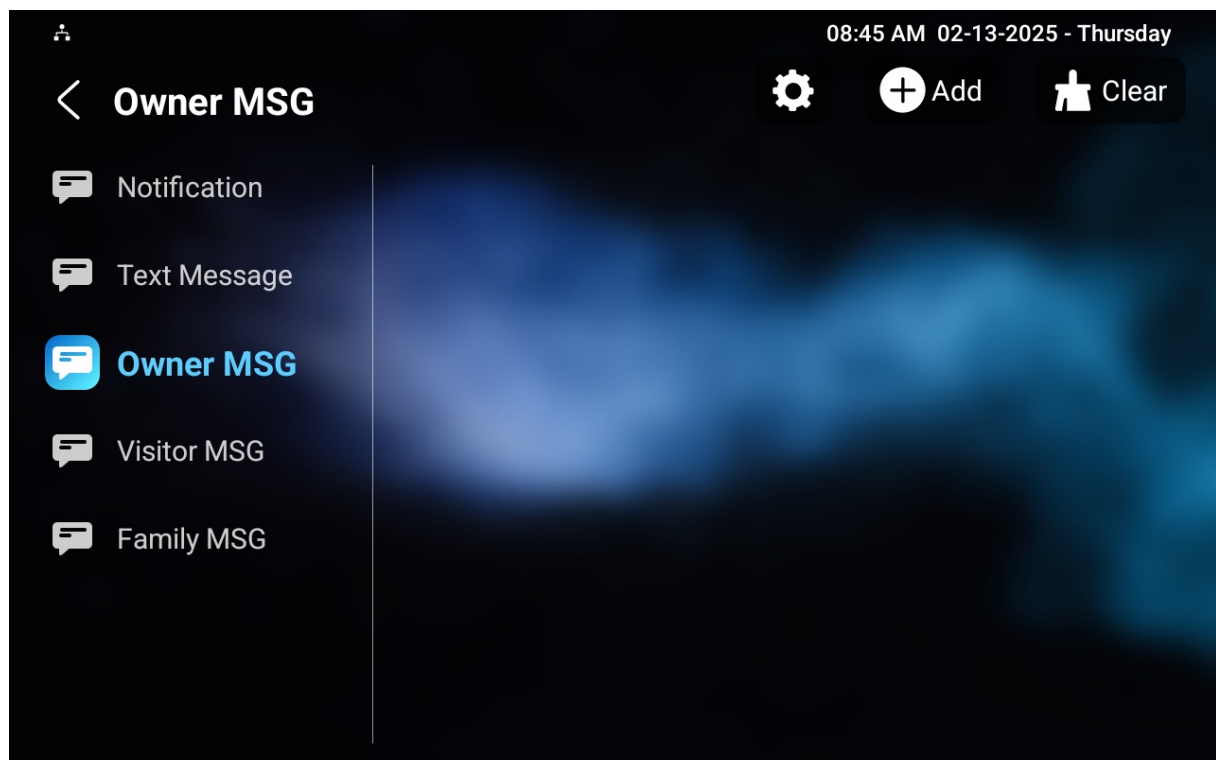 08:45 AM 02-13-2025 - Thursday
Owner MSG
Add
Clear
Notification
Text Message
Owner MSG
Visitor MSG
Family MSG